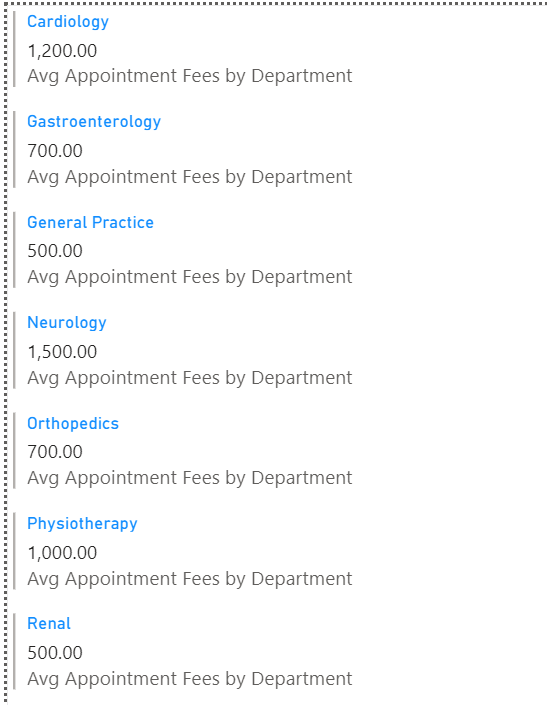 Cardiology
1,200.00
Avg Appointment Fees by Department
Gastroenterology
700.00
Avg Appointment Fees by Department
General Practice
500.00
Avg Appointment Fees by Department
Neurology
1,500.00
Avg Appointment Fees by Department
Orthopedics
700.00
Avg Appointment Fees by Department
Physiotherapy
1,000.00
Avg Appointment Fees by Department
Renal
500.00
Avg Appointment Fees by Department